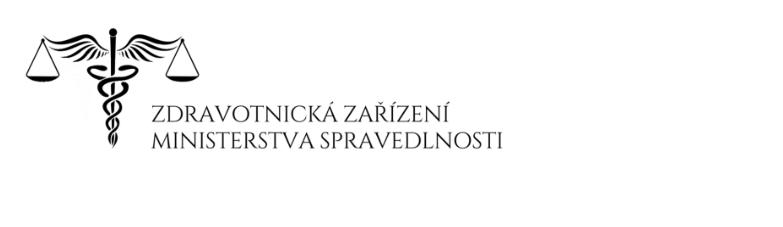 ZDRAVOTNICKÁ ZAŘÍZENÍ
MINISTERSTVA SPRAVEDLNOSTI